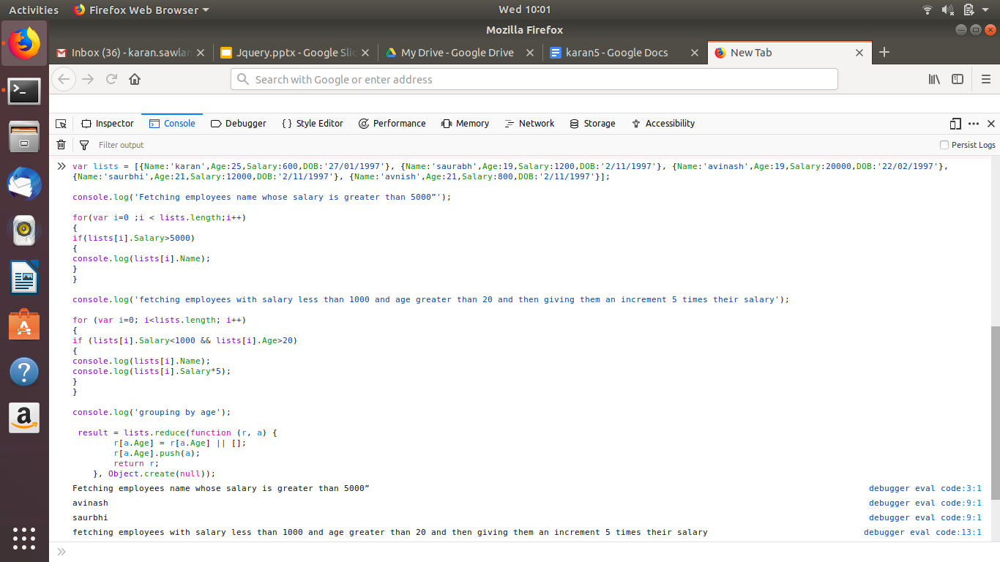 Activities Firefox Web Browser Wed 10:01
Mozilla Firefox
Inbox (36) - karan.sawlan Jquery.pptx - Google Slid My Drive - Google Drive karan5 - Google Docs New Tab
Search with Google or enter address
Inspector Console Debugger Style Editor Performance Memory Network Storage Accessibility
Filter output Persist Logs
var lists = [{Name:'karan',Age:25,Salary:600,DOB:'27/01/1997'}, {Name:'saurabh',Age:19,Salary:1200,DOB:'2/11/1997'}, {Name:'avinash',Age:19,Salary:20000,DOB:'22/02/1997'},
{Name:'saurbhi',Age:21,Salary:12000,DOB:'2/11/1997'}, {Name:'avnish',Age:21,Salary:800,DOB:'2/11/1997'}];
console.log('Fetching employees name whose salary is greater than 5000”');
for(var i=0 ;i < lists.length;i++)
{
if(lists[i].Salary>5000)
{
console.log(lists[i].Name);
}
}
console.log('fetching employees with salary less than 1000 and age greater than 20 and then giving them an increment 5 times their salary');
for (var i=0; i<lists.length; i++)
{
if (lists[i].Salary<1000 && lists[i].Age>20)
{
console.log(lists[i].Name);
console.log(lists[i].Salary*5);
}
}
console.log('grouping by age');
result = lists.reduce(function (r, a) {
r[a.Age] = r[a.Age] || [];
r[a.Age].push(a);
return r;
}, Object.create(null));
Fetching employees name whose salary is greater than 5000” debugger eval code:3:1
avinash debugger eval code:9:1
saurbhi debugger eval code:9:1
fetching employees with salary less than 1000 and age greater than 20 and then giving them an increment 5 times their salary debugger eval code:13:1